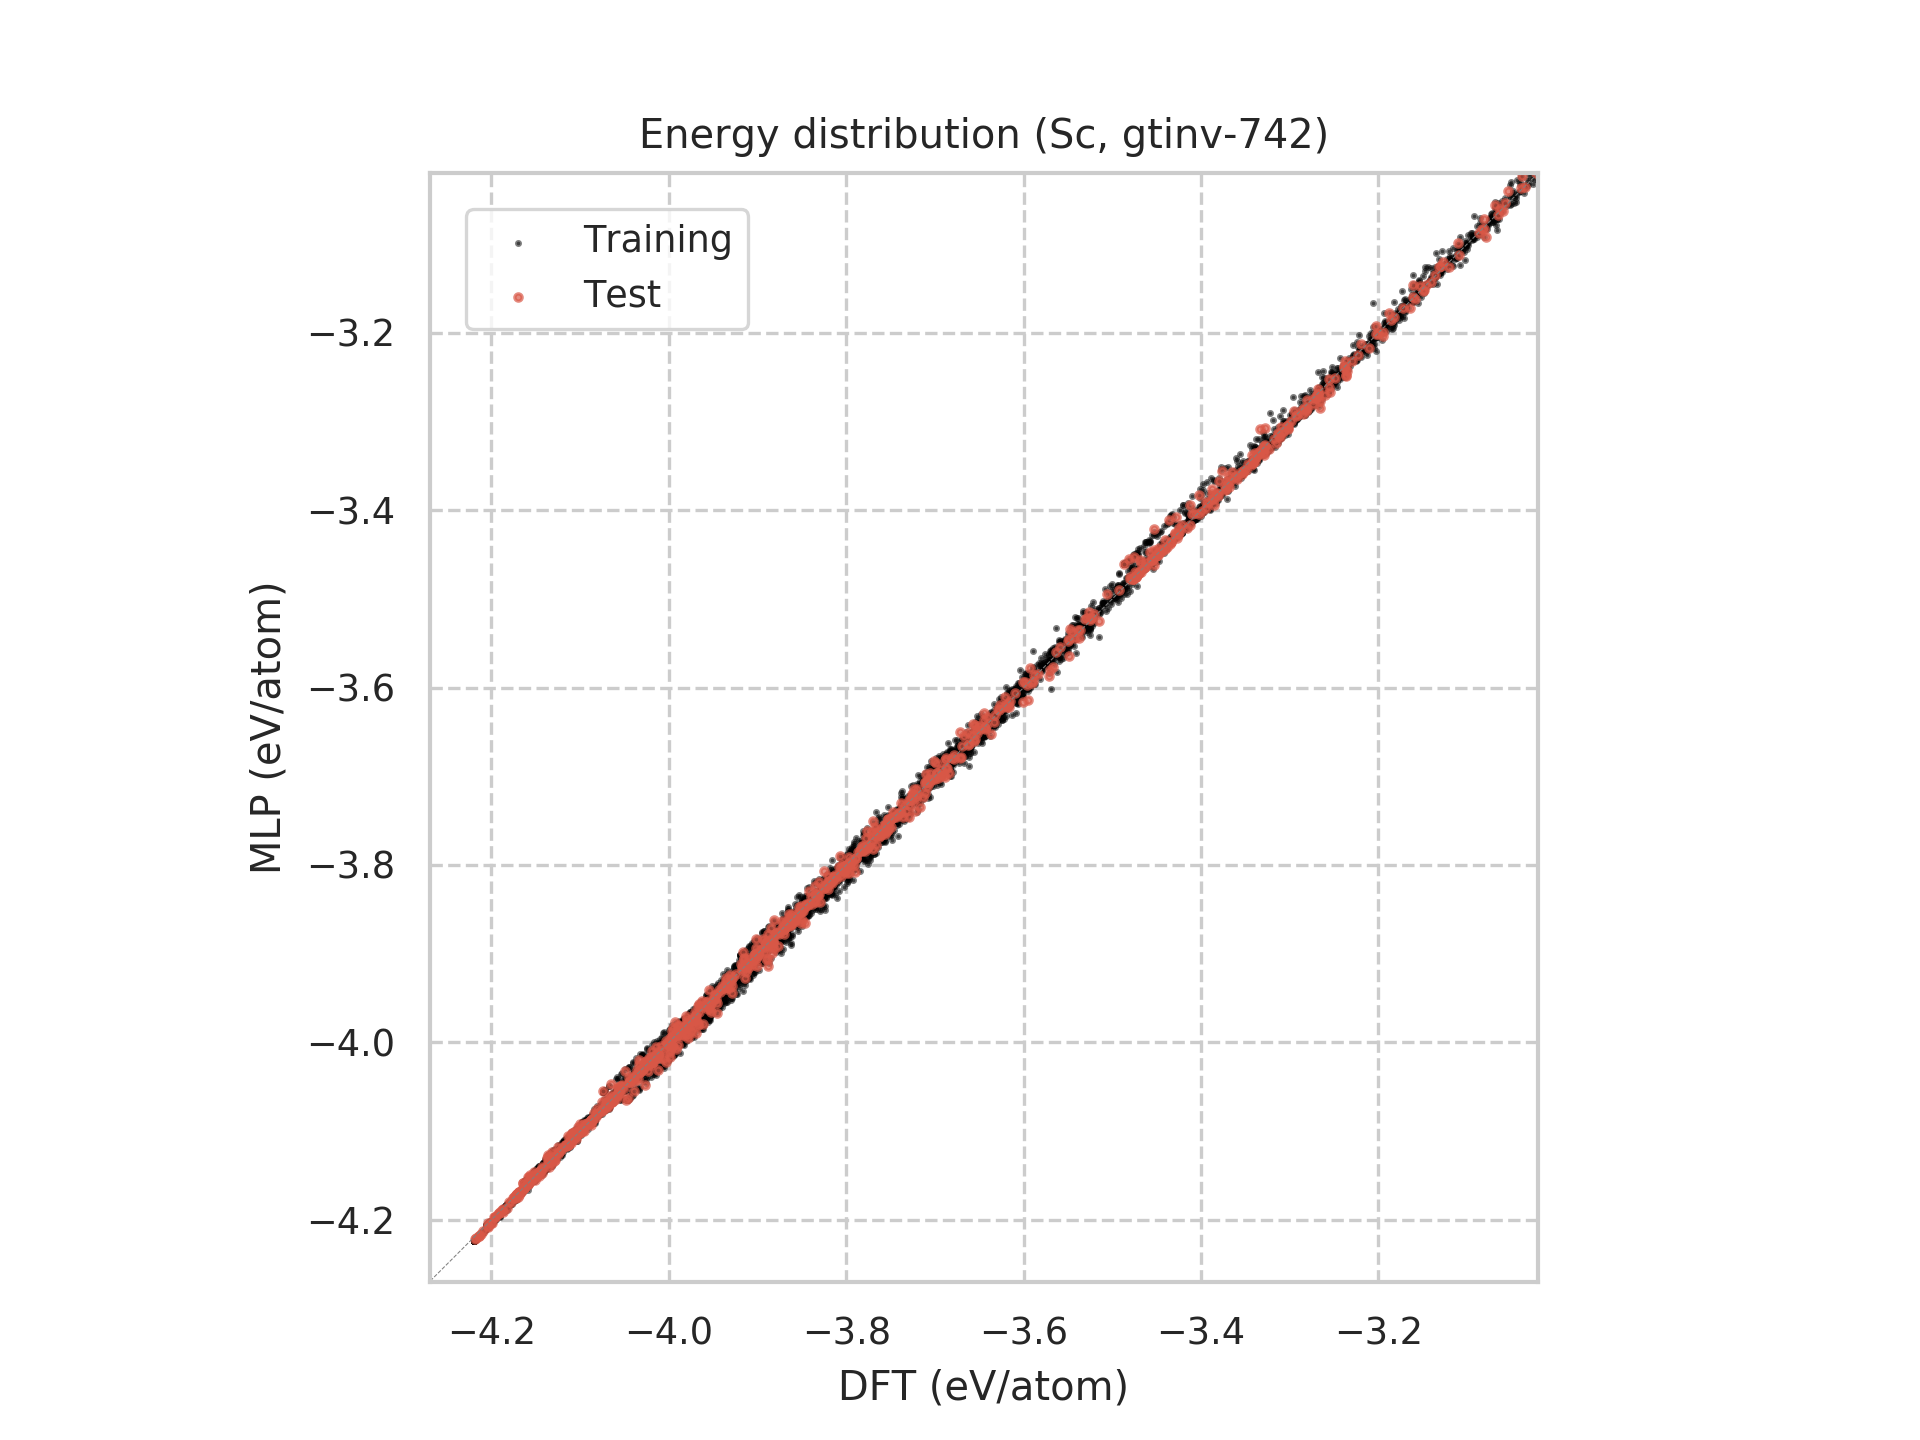 Energy distribution (Sc, gtinv-742)
Training
Test
−3.2
−3.4
−3.6
−3.8
−4.0
−4.2
MLP (eV/atom)
−4.2 −4.0 −3.8 −3.6 −3.4 −3.2
DFT (eV/atom)